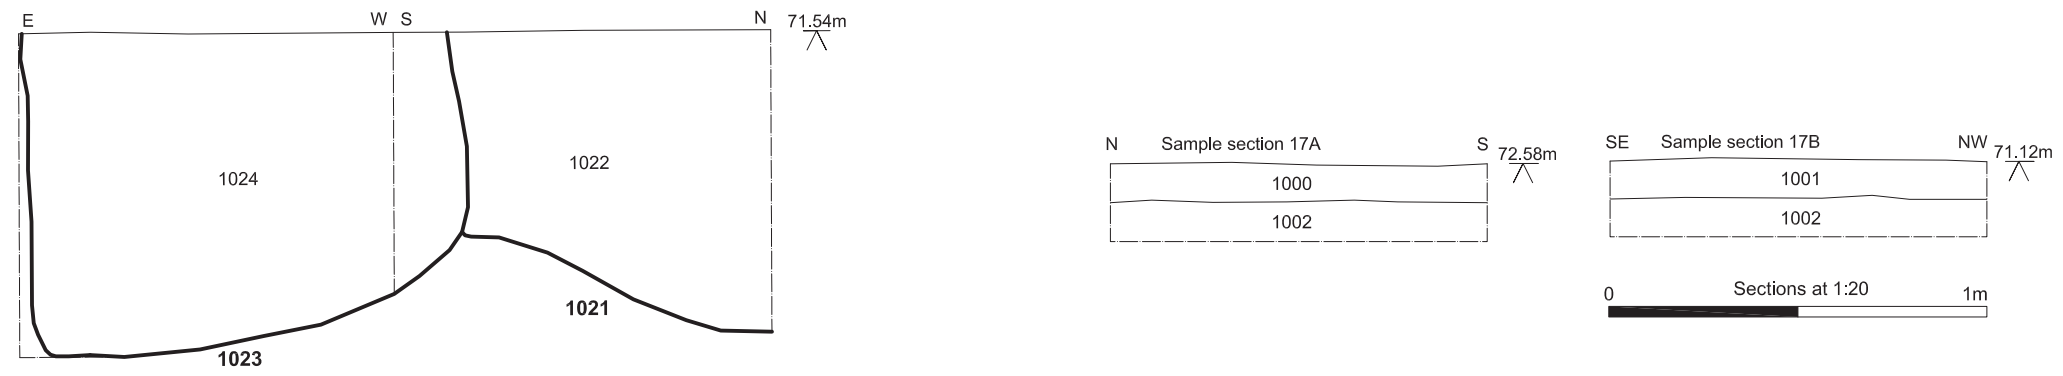 E W S N 71.54m
1024
1022
1021
1023
N Sample section 17A S 72.58m
1000
1002
SE Sample section 17B NW 71.12m
1001
1002
0 Sections at 1:20 1m